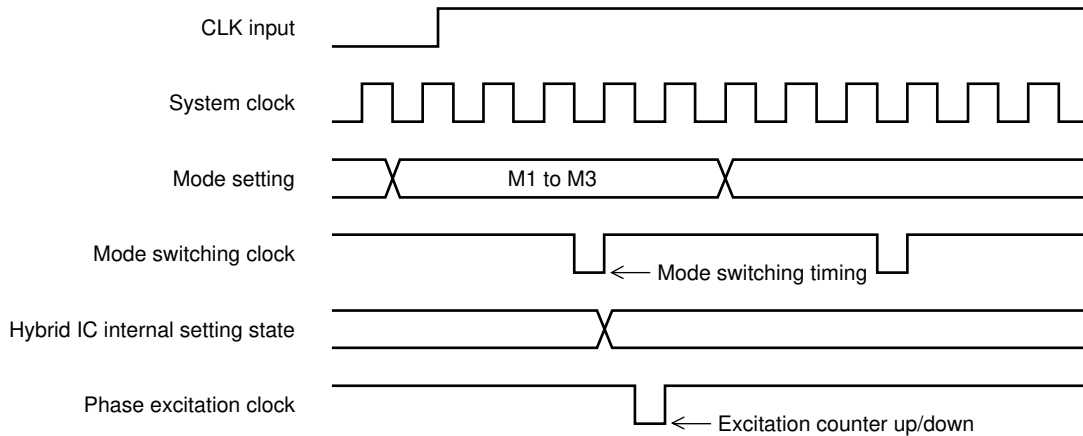 CLK input
System clock
Mode setting
M1 to M3
Mode switching clock
Mode switching timing
Hybrid IC internal setting state
Phase excitation clock
Excitation counter up/down